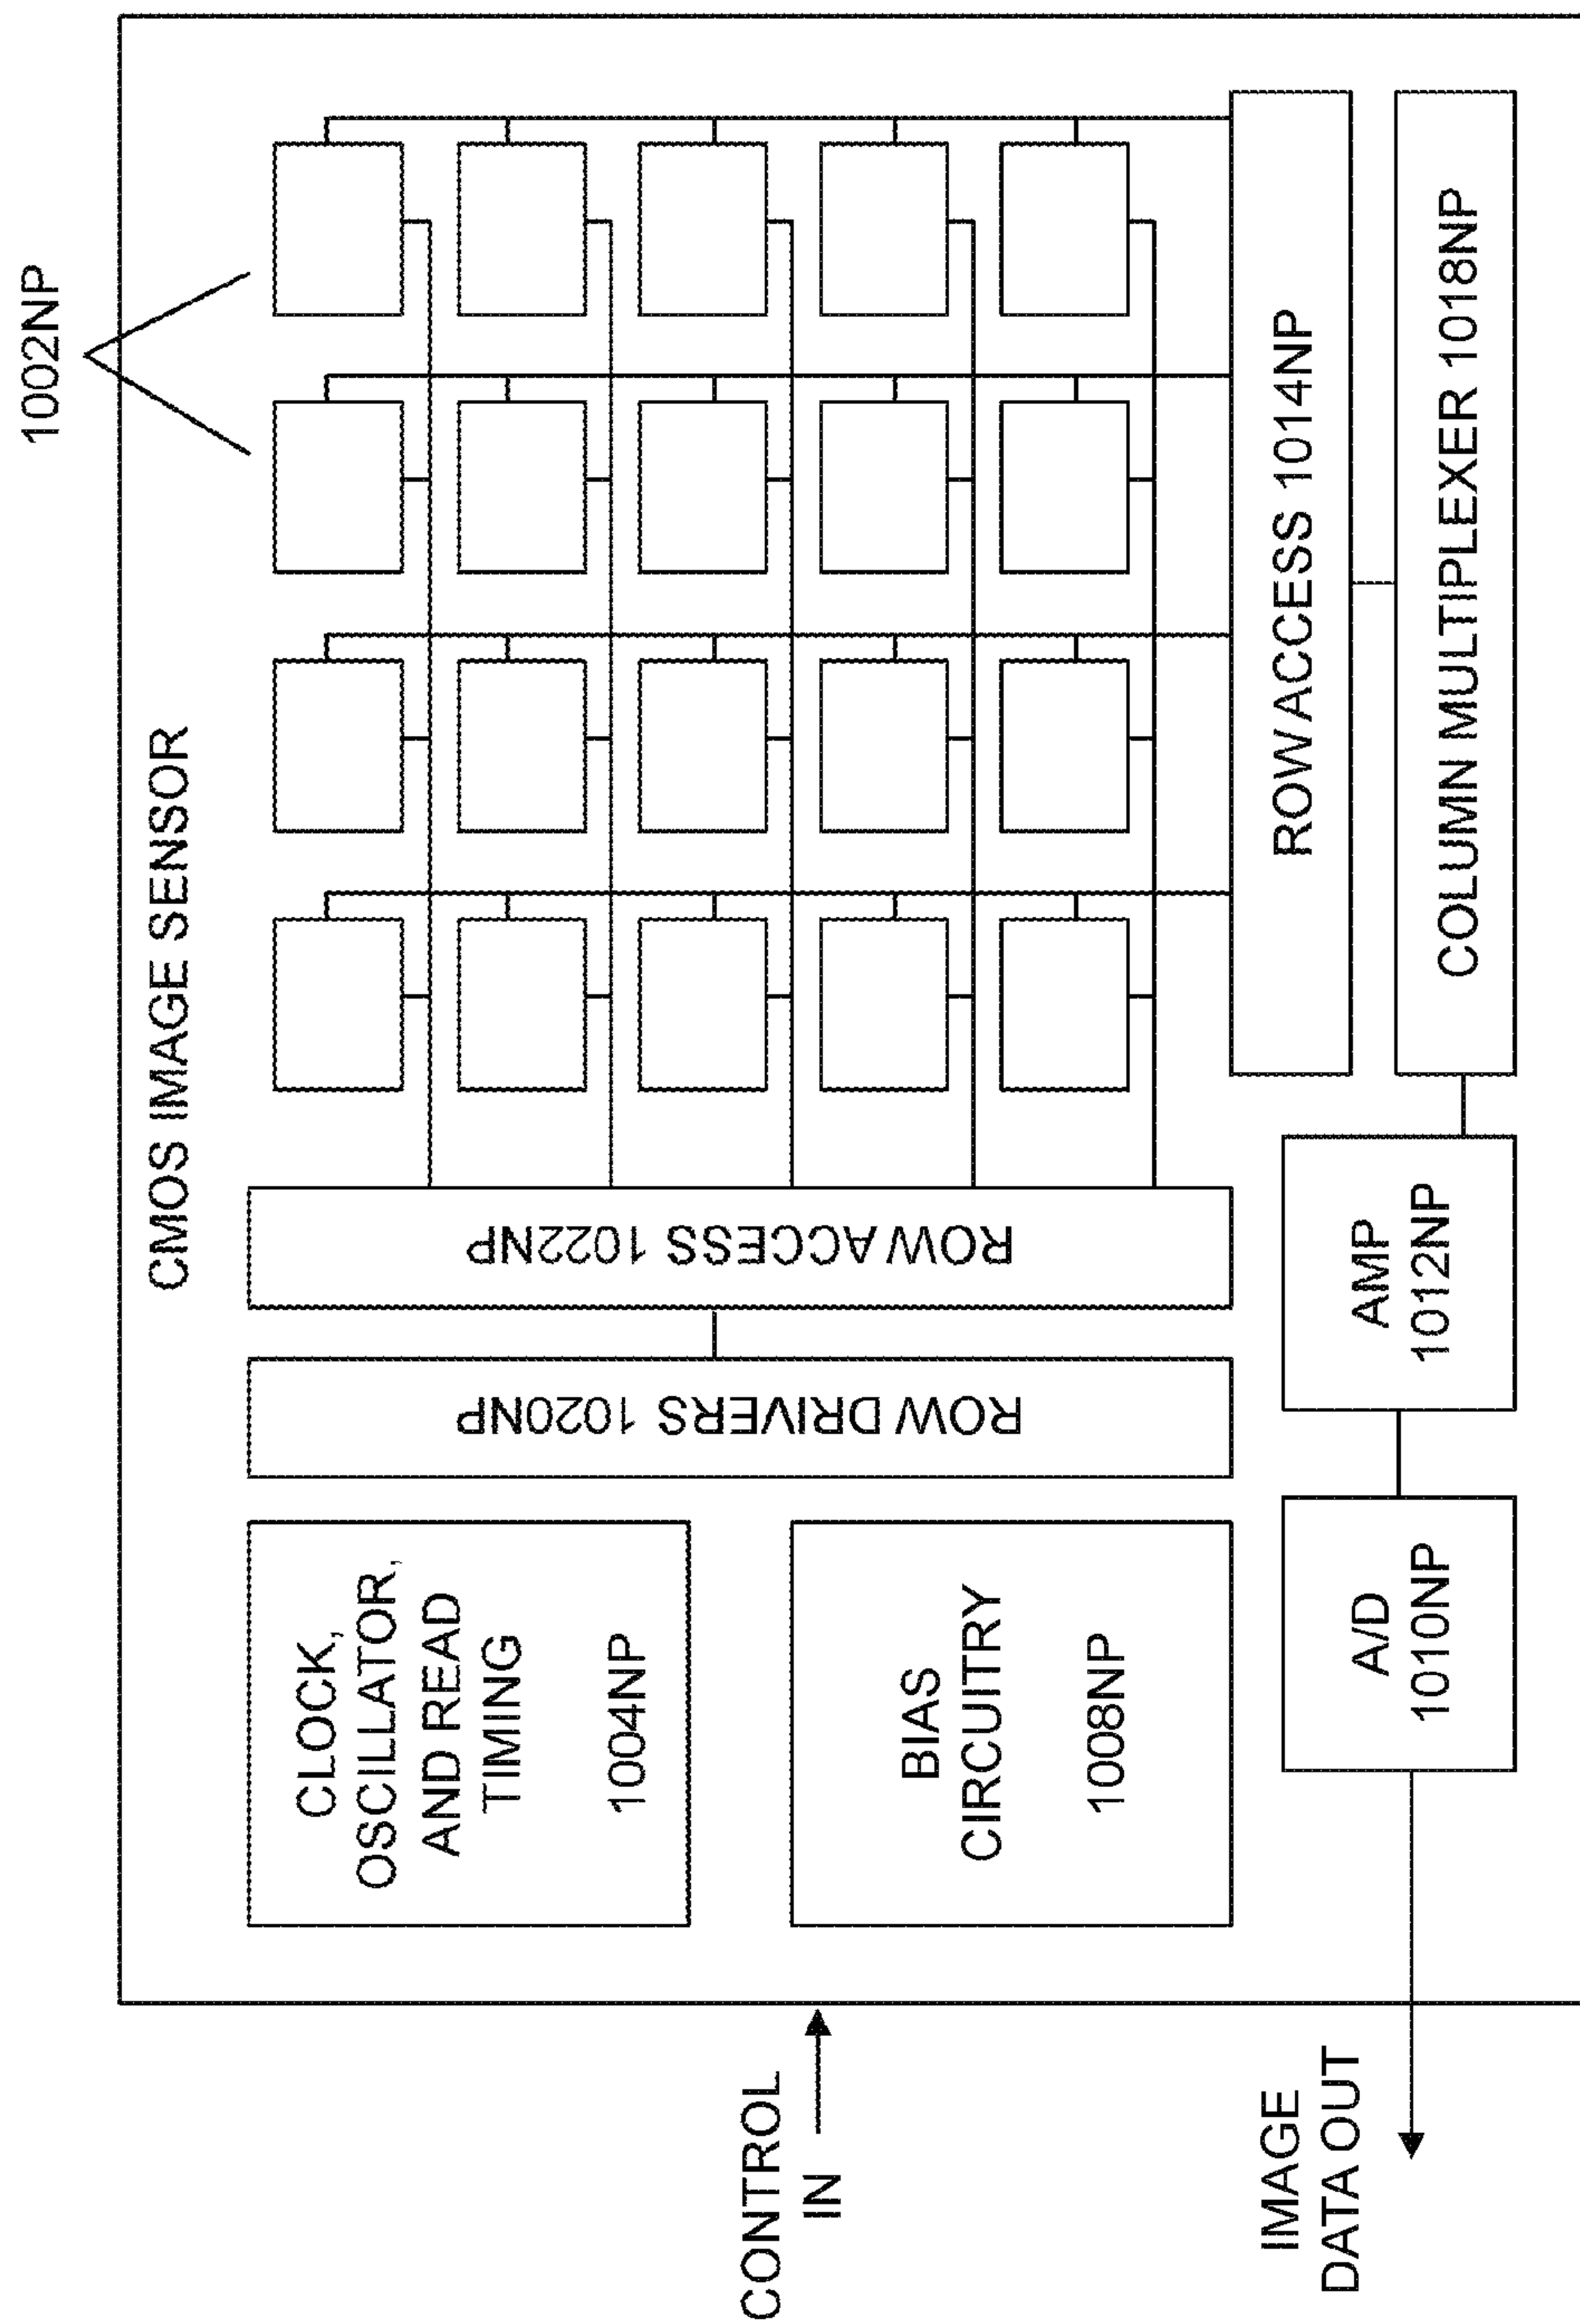 1002NP
CMOS IMAGE SENSOR
CLOCK,
OSCILLATOR,
AND READ
TIMING
1004NP
BIAS
CIRCUITRY
1008NP
ROW DRIVERS 1020NP
ROW ACCESS 1022NP
ROW ACCESS 1014NP
COLUMN MULTIPLEXER 1018NP
A/D
1010NP
AMP
1012NP
CONTROL
IN
IMAGE
DATA OUT